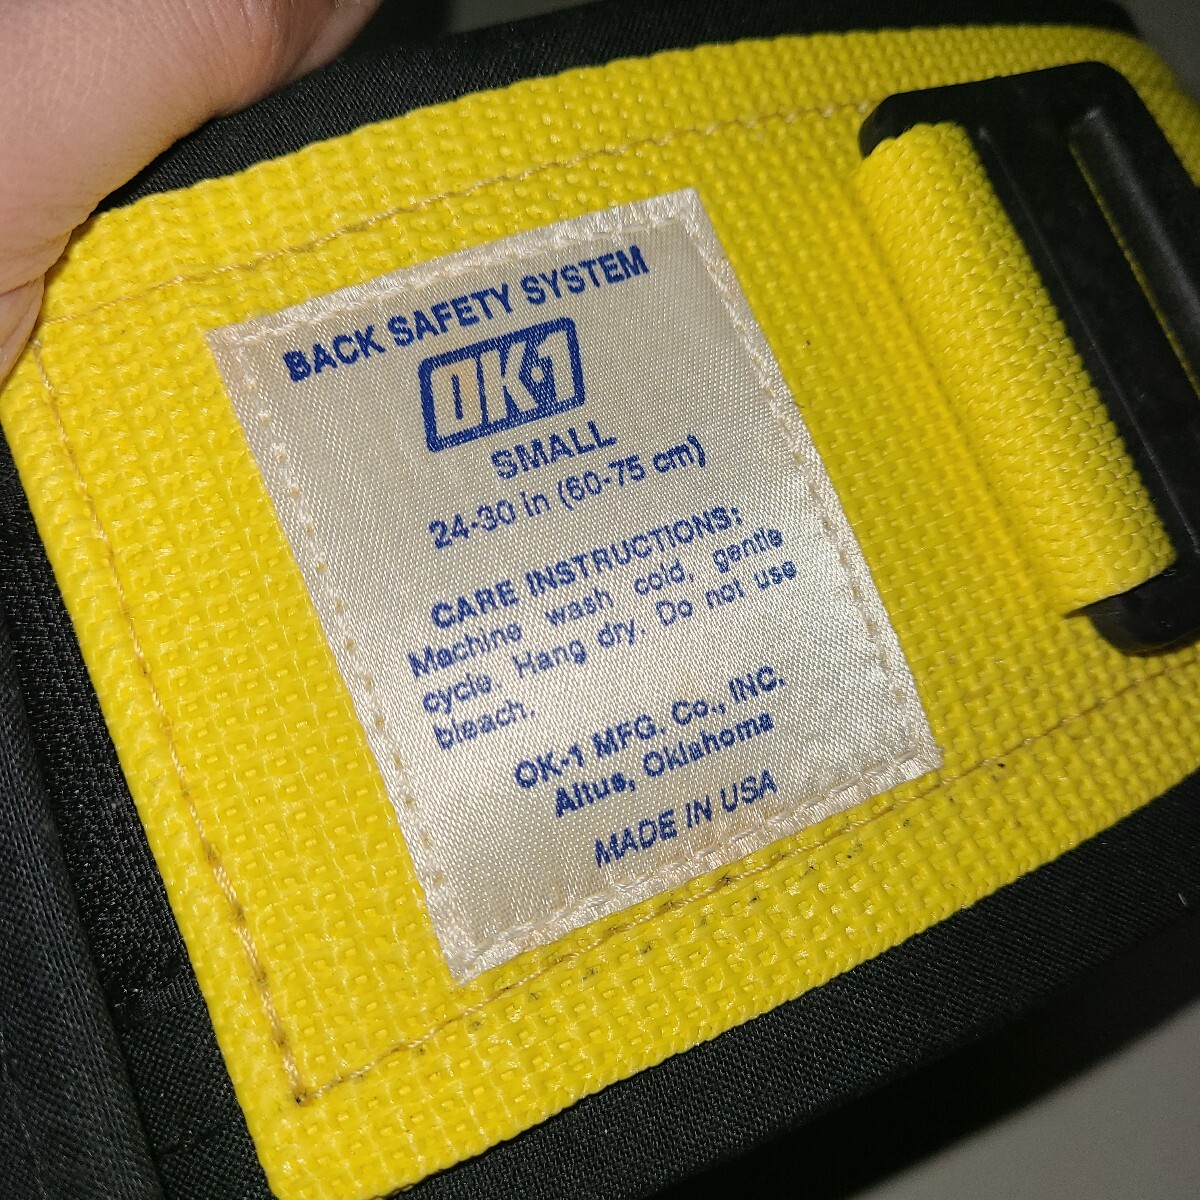 BACK SAFETY SYSTEM
OK-1
SMALL
24-30 in (60-75 cm)
CARE INSTRUCTIONS:
Machine wash cold, gentle
cycle. Hang dry. Do not use
bleach.
OK-1 MFG. Co., INC.
Altus, Oklahoma
MADE IN USA